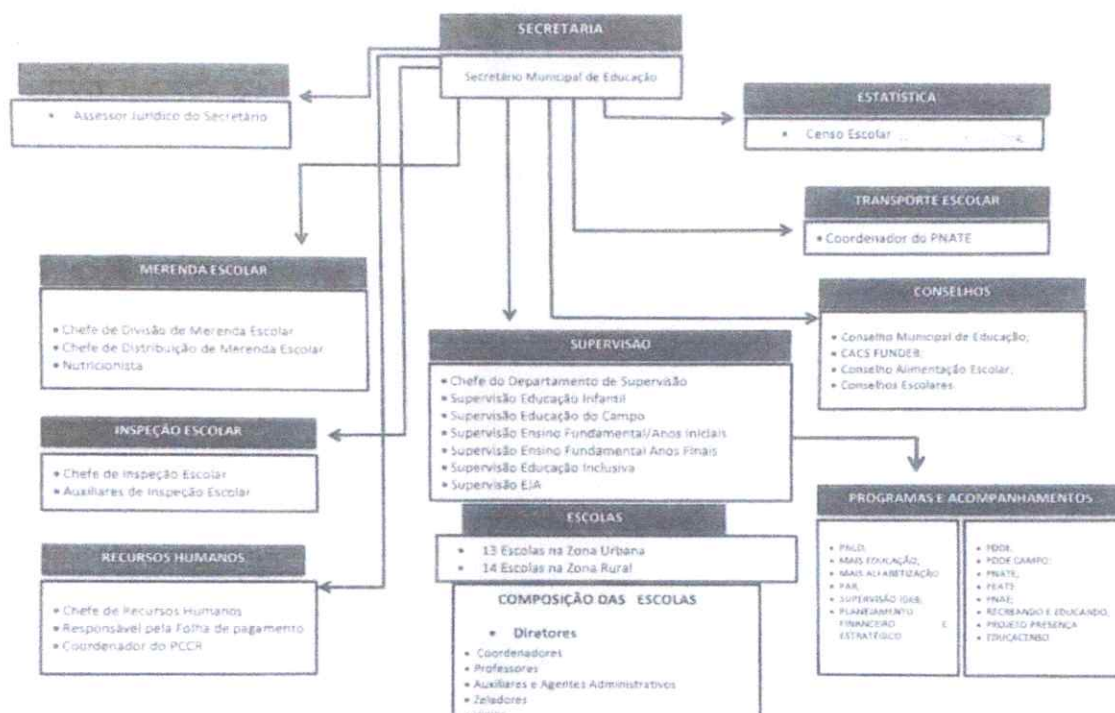 SECRETARIA
Secretário Municipal de Educação
• Assessor Jurídico do Secretário
ESTATÍSTICA
• Censo Escolar
TRANSPORTE ESCOLAR
• Coordenador do PNATE
MERENDA ESCOLAR
• Chefe de Divisão de Merenda Escolar
• Chefe de Distribuição de Merenda Escolar
• Nutricionista
CONSELHOS
• Conselho Municipal de Educação;
• CACS FUNDEB;
• Conselho Alimentação Escolar;
• Conselhos Escolares
SUPERVISÃO
• Chefe do Departamento de Supervisão
• Supervisão Educação Infantil
• Supervisão Educação do Campo
• Supervisão Ensino Fundamental/Anos Iniciais
• Supervisão Ensino Fundamental Anos Finais
• Supervisão Educação Inclusiva
• Supervisão EJA
INSPEÇÃO ESCOLAR
• Chefe de Inspeção Escolar
• Auxiliares de Inspeção Escolar
ESCOLAS
• 13 Escolas na Zona Urbana
• 14 Escolas na Zona Rural
PROGRAMAS E ACOMPANHAMENTOS
• PNLD;
• MAIS EDUCAÇÃO;
• MAIS ALFABETIZAÇÃO
• PAR;
• SUPERVISÃO IDEB;
• PLANEJAMENTO
FINANCEIRO E
ESTRATÉGICO
• PDDE;
• PDDE CAMPO;
• PNATE;
• PEATE
• PNAE;
• RECREANDO E EDUCANDO;
• PROJETO PRESENÇA
• EDUCACENSO
RECURSOS HUMANOS
• Chefe de Recursos Humanos
• Responsável pela Folha de pagamento
• Coordenador do PCCR
COMPOSIÇÃO DAS ESCOLAS
• Diretores
• Coordenadores
• Professores
• Auxiliares e Agentes Administrativos
• Zeladores